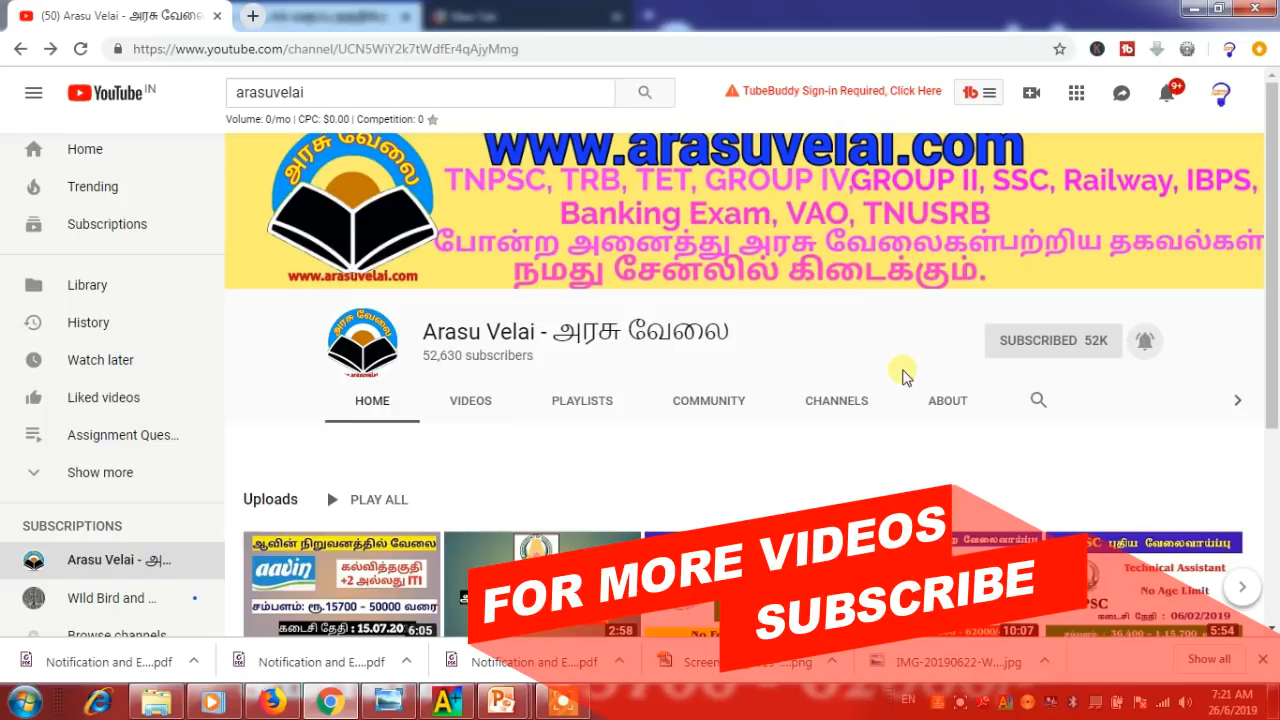 (50) Arasu Velai - அரசு வேலை
https://www.youtube.com/channel/UCN5WiY2k7tWdfEr4qAjyMmg
YouTube IN
arasuvelai
TubeBuddy Sign-in Required, Click Here
9+
Volume: 0/mo | CPC: $0.00 | Competition: 0
Home
Trending
Subscriptions
Library
History
Watch later
Liked videos
Assignment Ques...
Show more
SUBSCRIPTIONS
Arasu Velai - அ...
WIld Bird and ...
Browse channels
அரசு வேலை
www.arasuvelai.com
www.arasuvelai.com
TNPSC, TRB, TET, GROUP IV,GROUP II, SSC, Railway, IBPS,
Banking Exam, VAO, TNUSRB
போன்ற அனைத்து அரசு வேலைகள்பற்றிய தகவல்கள்
நமது சேனலில் கிடைக்கும்.
அரசு வேலை
Arasu Velai - அரசு வேலை
52,630 subscribers
SUBSCRIBED 52K
HOME VIDEOS PLAYLISTS COMMUNITY CHANNELS ABOUT
Uploads PLAY ALL
ஆவின் நிறுவனத்தில் வேலை
aavin
கல்வித்தகுதி
+2 அல்லது ITI
சம்பளம்: ரூ.15700 - 50000 வரை
கடைசி தேதி : 15.07.20
6:05
2:58
10:07
புதிய வேலைவாய்ப்பு
Technical Assistant
No Age Limit
கடைசி தேதி : 06/02/2019
5:54
FOR MORE VIDEOS
SUBSCRIBE
Notification and E....pdf
Notification and E....pdf
Notification and E....pdf
IMG-20190622-W....jpg
Show all
EN
7:21 AM
26/6/2019